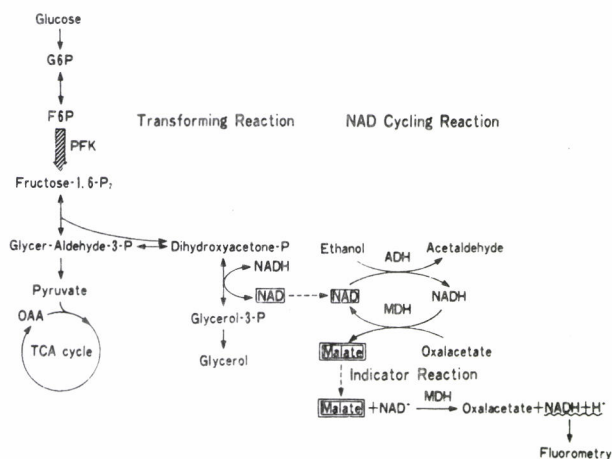 Glucose
G6P
F6P
PFK
Fructose-1,6-P₂
Glycer-Aldehyde-3-P
Pyruvate
OAA
TCA cycle
Transforming Reaction
Dihydroxyacetone-P
NADH
NAD
Glycerol-3-P
Glycerol
NAD Cycling Reaction
Ethanol
ADH
Acetaldehyde
NAD
NADH
MDH
Malate
Oxalacetate
Indicator Reaction
Malate +NAD⁺ MDH Oxalacetate+NADH+H⁺
Fluorometry